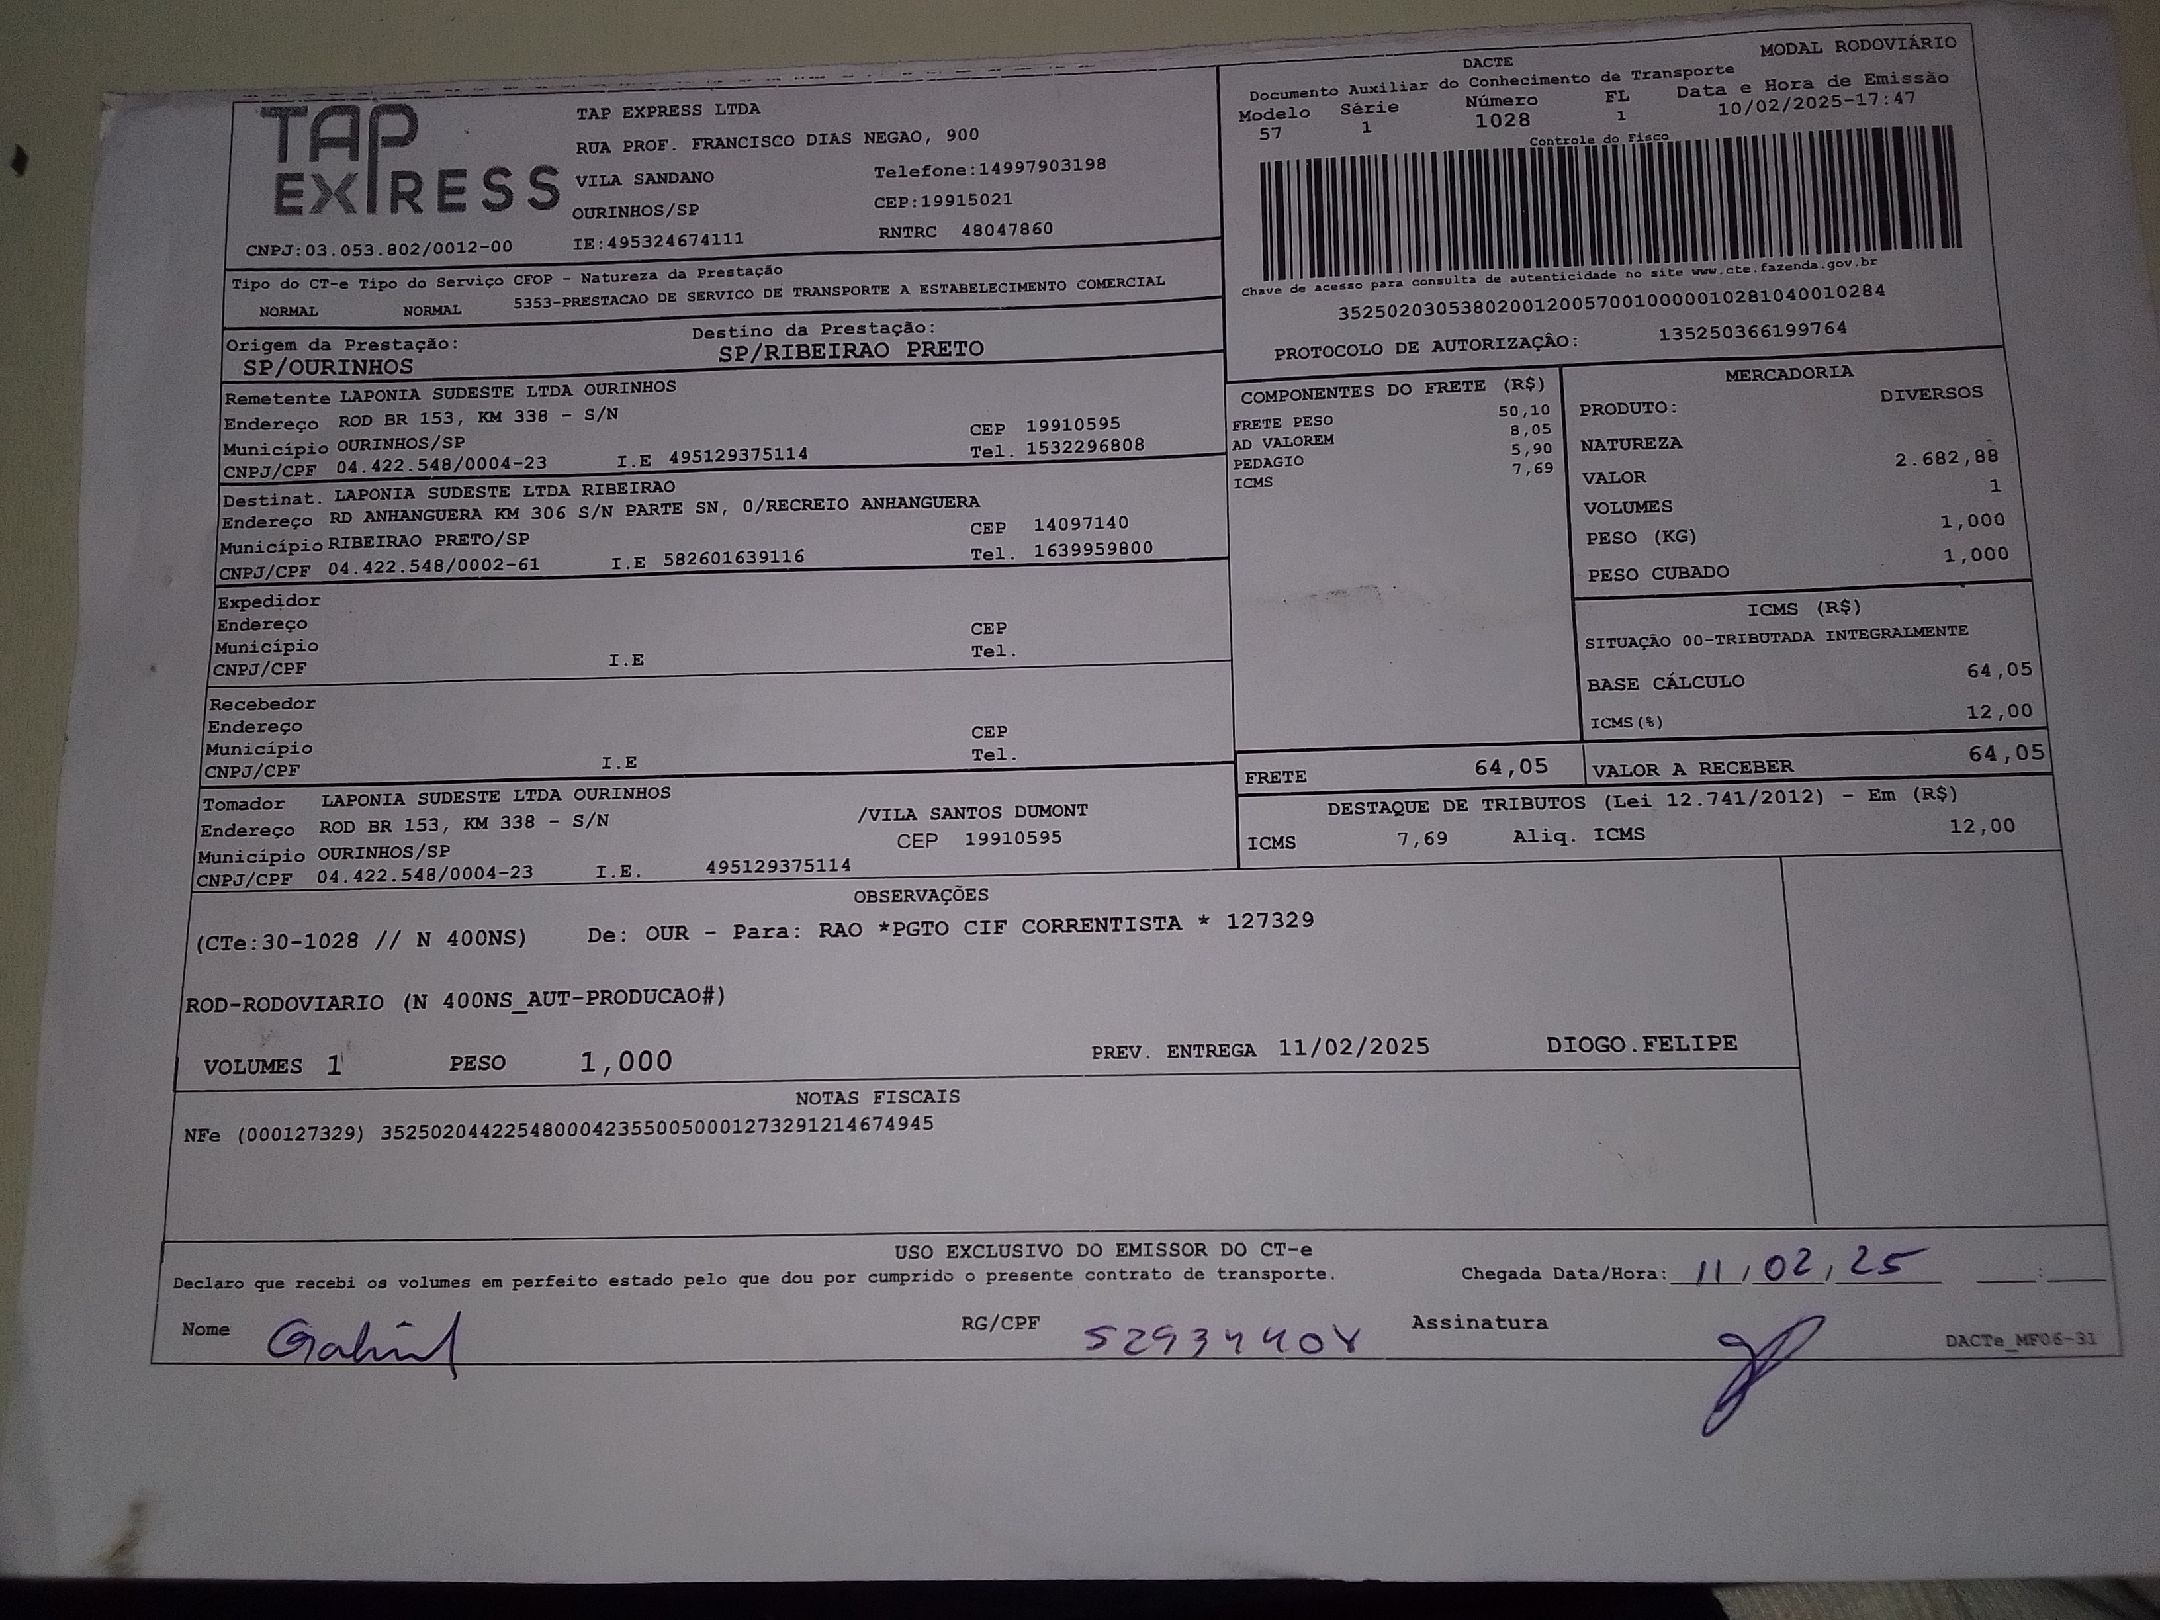 TAP EXPRESS
TAP EXPRESS LTDA
RUA PROF. FRANCISCO DIAS NEGAO, 900
VILA SANDANO Telefone:14997903198
OURINHOS/SP CEP:19915021
CNPJ:03.053.802/0012-00 IE:495324674111 RNTRC 48047860
DACTE MODAL RODOVIÁRIO
Documento Auxiliar do Conhecimento de Transporte
Modelo Série Número FL Data e Hora de Emissão
57 1 1028 1 10/02/2025-17:47
Controle do Fisco
Chave de acesso para consulta de autenticidade no site www.cte.fazenda.gov.br
35250203053802001200570010000010281040010284
PROTOCOLO DE AUTORIZAÇÂO: 135250366199764
Tipo do CT-e Tipo do Serviço CFOP - Natureza da Prestação
NORMAL NORMAL 5353-PRESTACAO DE SERVICO DE TRANSPORTE A ESTABELECIMENTO COMERCIAL
Origem da Prestação: Destino da Prestação:
SP/OURINHOS SP/RIBEIRAO PRETO
Remetente LAPONIA SUDESTE LTDA OURINHOS
Endereço ROD BR 153, KM 338 - S/N
Município OURINHOS/SP CEP 19910595
CNPJ/CPF 04.422.548/0004-23 I.E 495129375114 Tel. 1532296808
Destinat. LAPONIA SUDESTE LTDA RIBEIRAO
Endereço RD ANHANGUERA KM 306 S/N PARTE SN, 0/RECREIO ANHANGUERA
Município RIBEIRAO PRETO/SP CEP 14097140
CNPJ/CPF 04.422.548/0002-61 I.E 582601639116 Tel. 1639959800
Expedidor
Endereço
Município CEP
CNPJ/CPF I.E Tel.
Recebedor
Endereço
Município CEP
CNPJ/CPF I.E Tel.
Tomador LAPONIA SUDESTE LTDA OURINHOS
Endereço ROD BR 153, KM 338 - S/N /VILA SANTOS DUMONT
Município OURINHOS/SP CEP 19910595
CNPJ/CPF 04.422.548/0004-23 I.E. 495129375114
COMPONENTES DO FRETE (R$)
FRETE PESO 50,10
AD VALOREM 8,05
PEDAGIO 5,90
ICMS 7,69
MERCADORIA
PRODUTO: DIVERSOS
NATUREZA
VALOR 2.682,88
VOLUMES 1
PESO (KG) 1,000
PESO CUBADO 1,000
ICMS (R$)
SITUAÇÃO 00-TRIBUTADA INTEGRALMENTE
BASE CÁLCULO 64,05
ICMS(%) 12,00
FRETE 64,05 VALOR A RECEBER 64,05
DESTAQUE DE TRIBUTOS (Lei 12.741/2012) - Em (R$)
ICMS 7,69 Aliq. ICMS 12,00
OBSERVAÇÕES
(CTe:30-1028 // N 400NS) De: OUR - Para: RAO *PGTO CIF CORRENTISTA * 127329
ROD-RODOVIARIO (N 400NS_AUT-PRODUCAO#)
VOLUMES 1 PESO 1,000 PREV. ENTREGA 11/02/2025 DIOGO.FELIPE
NOTAS FISCAIS
NFe (000127329) 35250204422548000423550050001273291214674945
USO EXCLUSIVO DO EMISSOR DO CT-e
Declaro que recebi os volumes em perfeito estado pelo que dou por cumprido o presente contrato de transporte. Chegada Data/Hora: 11/02/25
Nome Gabriel RG/CPF Assinatura
DACTe_MF06-31